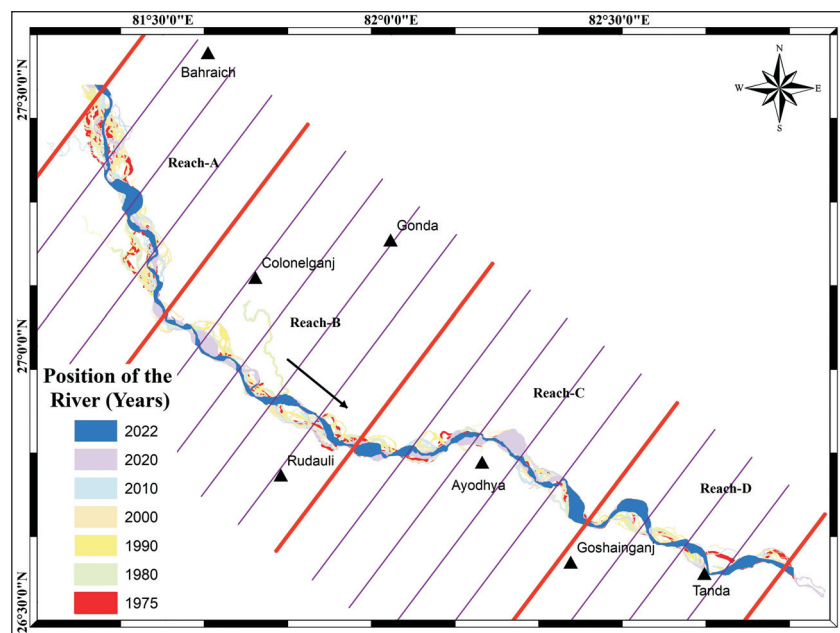 81°30'0"E 82°0'0"E 82°30'0"E
27°30'0"N
27°0'0"N
26°30'0"N
N
W E
S
Bahraich
Reach-A
Gonda
Colonelganj
Reach-B
Reach-C
Rudauli
Ayodhya
Reach-D
Goshainganj
Tanda
Position of the
River (Years)
2022
2020
2010
2000
1990
1980
1975